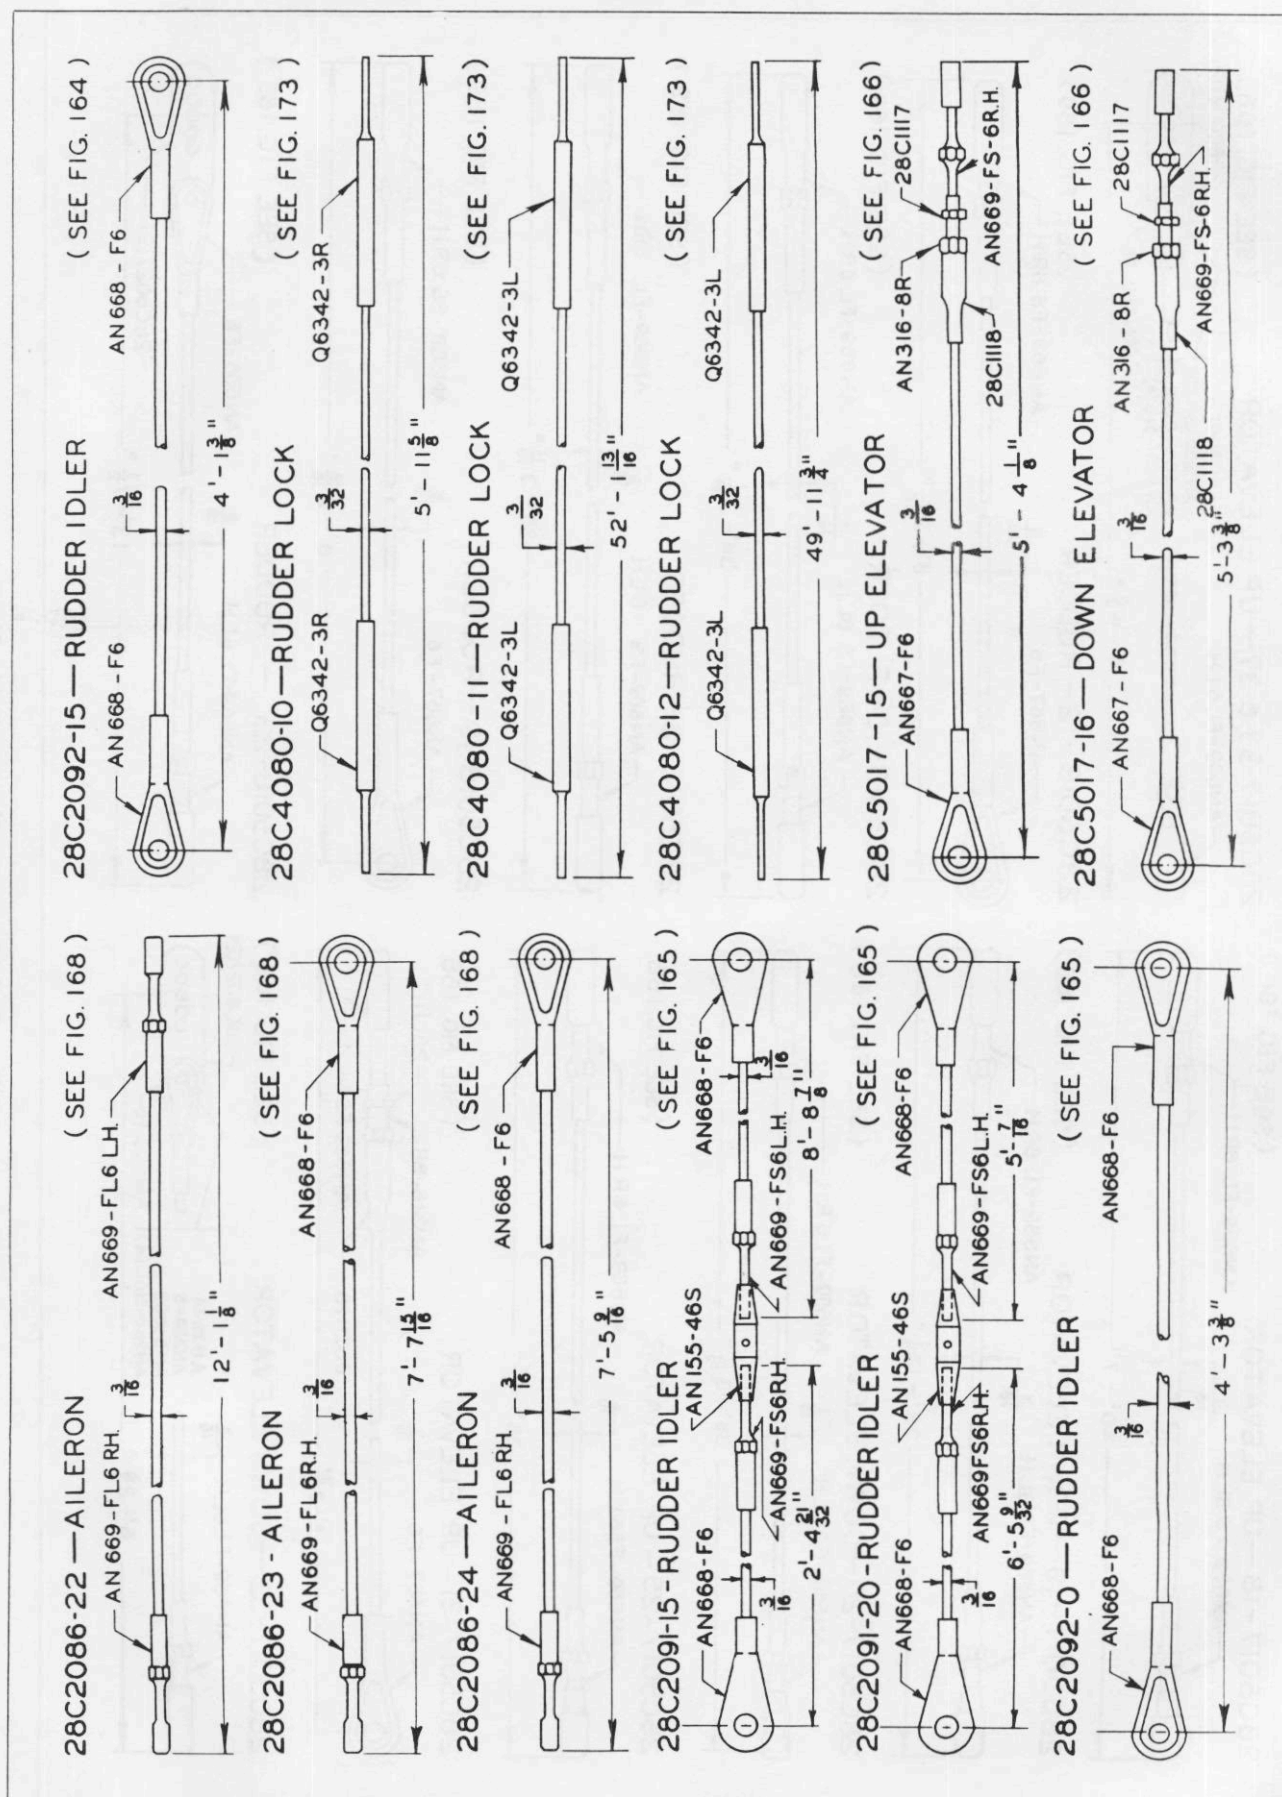 28C2086-22 — AILERON (SEE FIG. 168)
AN 669-FL6 RH. AN669-FL6 LH.
3/16
12'-1 1/8"
28C2086-23 - AILERON (SEE FIG. 168)
AN669-FL6R.H. AN668-F6
3/16
7'-7 15/16"
28C2086-24 — AILERON (SEE FIG. 168)
AN669-FL6 RH. AN668-F6
3/16
7'-5 9/16"
28C2091-15-RUDDER IDLER (SEE FIG. 165)
AN668-F6 AN155-46S AN668-F6
3/16 AN669-FS6RH. AN669-FS6L.H. 3/16
2'-4 21/32" 8'-8 7/8"
28C2091-20-RUDDER IDLER (SEE FIG. 165)
AN668-F6 AN155-46S AN668-F6
3/16 AN669FS6R.H. AN669-FS6L.H.
6'-5 9/32" 5'-7/16"
28C2092-0—RUDDER IDLER (SEE FIG. 165)
AN668-F6 AN668-F6
3/16
4'-3 3/8"
28C2092-15—RUDDER IDLER (SEE FIG. 164)
AN668-F6 AN668-F6
3/16
4'-1 3/8"
28C4080-10—RUDDER LOCK (SEE FIG. 173)
Q6342-3R Q6342-3R
3/32
5'-11 5/8"
28C4080-11—RUDDER LOCK (SEE FIG. 173)
Q6342-3L Q6342-3L
3/32
52'-1 13/16"
28C4080-12—RUDDER LOCK (SEE FIG. 173)
Q6342-3L Q6342-3L
3/32
49'-11 3/4"
28C5017-15—UP ELEVATOR (SEE FIG. 166)
AN667-F6 AN316-8R 28C1117
3/16 28C1118 AN669-FS-6R.H.
5'-4 1/8"
28C5017-16—DOWN ELEVATOR (SEE FIG. 166)
AN667-F6 AN316-8R 28C1117
3/16 28C1118 AN669-FS-6RH.
5'-3 3/8"